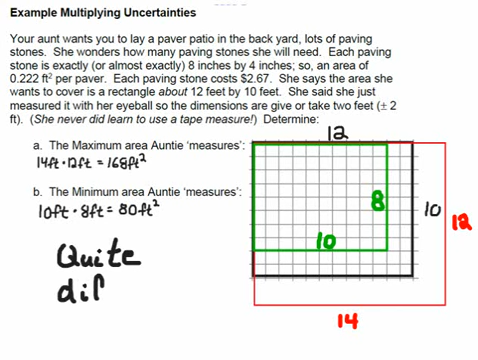 Example Multiplying Uncertainties
Your aunt wants you to lay a paver patio in the back yard, lots of paving
stones. She wonders how many paving stones she will need. Each paving
stone is exactly (or almost exactly) 8 inches by 4 inches; so, an area of
0.222 ft² per paver. Each paving stone costs $2.67. She says the area she
wants to cover is a rectangle about 12 feet by 10 feet. She said she just
measured it with her eyeball so the dimensions are give or take two feet (± 2
ft). (She never did learn to use a tape measure!) Determine:
a. The Maximum area Auntie 'measures':
14ft · 12ft = 168ft²
b. The Minimum area Auntie 'measures':
10ft · 8ft = 80ft²
Quite
dif
12
8
10
12
10
14